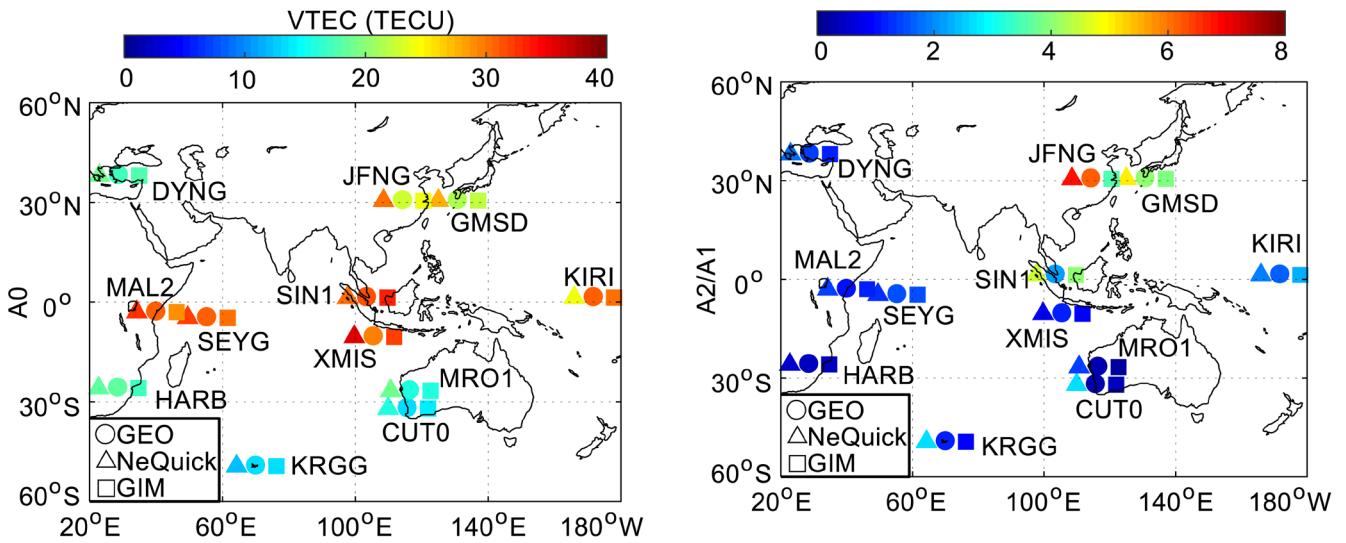 VTEC (TECU)
0 10 20 30 40
60°N
30°N
0°
30°S
60°S
A0
DYNG
JFNG
GMSD
MAL2
SIN1
KIRI
SEYG
XMIS
HARB
MRO1
CUT0
KRGG
GEO
NeQuick
GIM
20°E 60°E 100°E 140°E 180°W
0 2 4 6 8
60°N
30°N
0°
30°S
60°S
A2/A1
DYNG
JFNG
GMSD
MAL2
SIN1
KIRI
SEYG
XMIS
MRO1
HARB
CUT0
KRGG
GEO
NeQuick
GIM
20°E 60°E 100°E 140°E 180°W